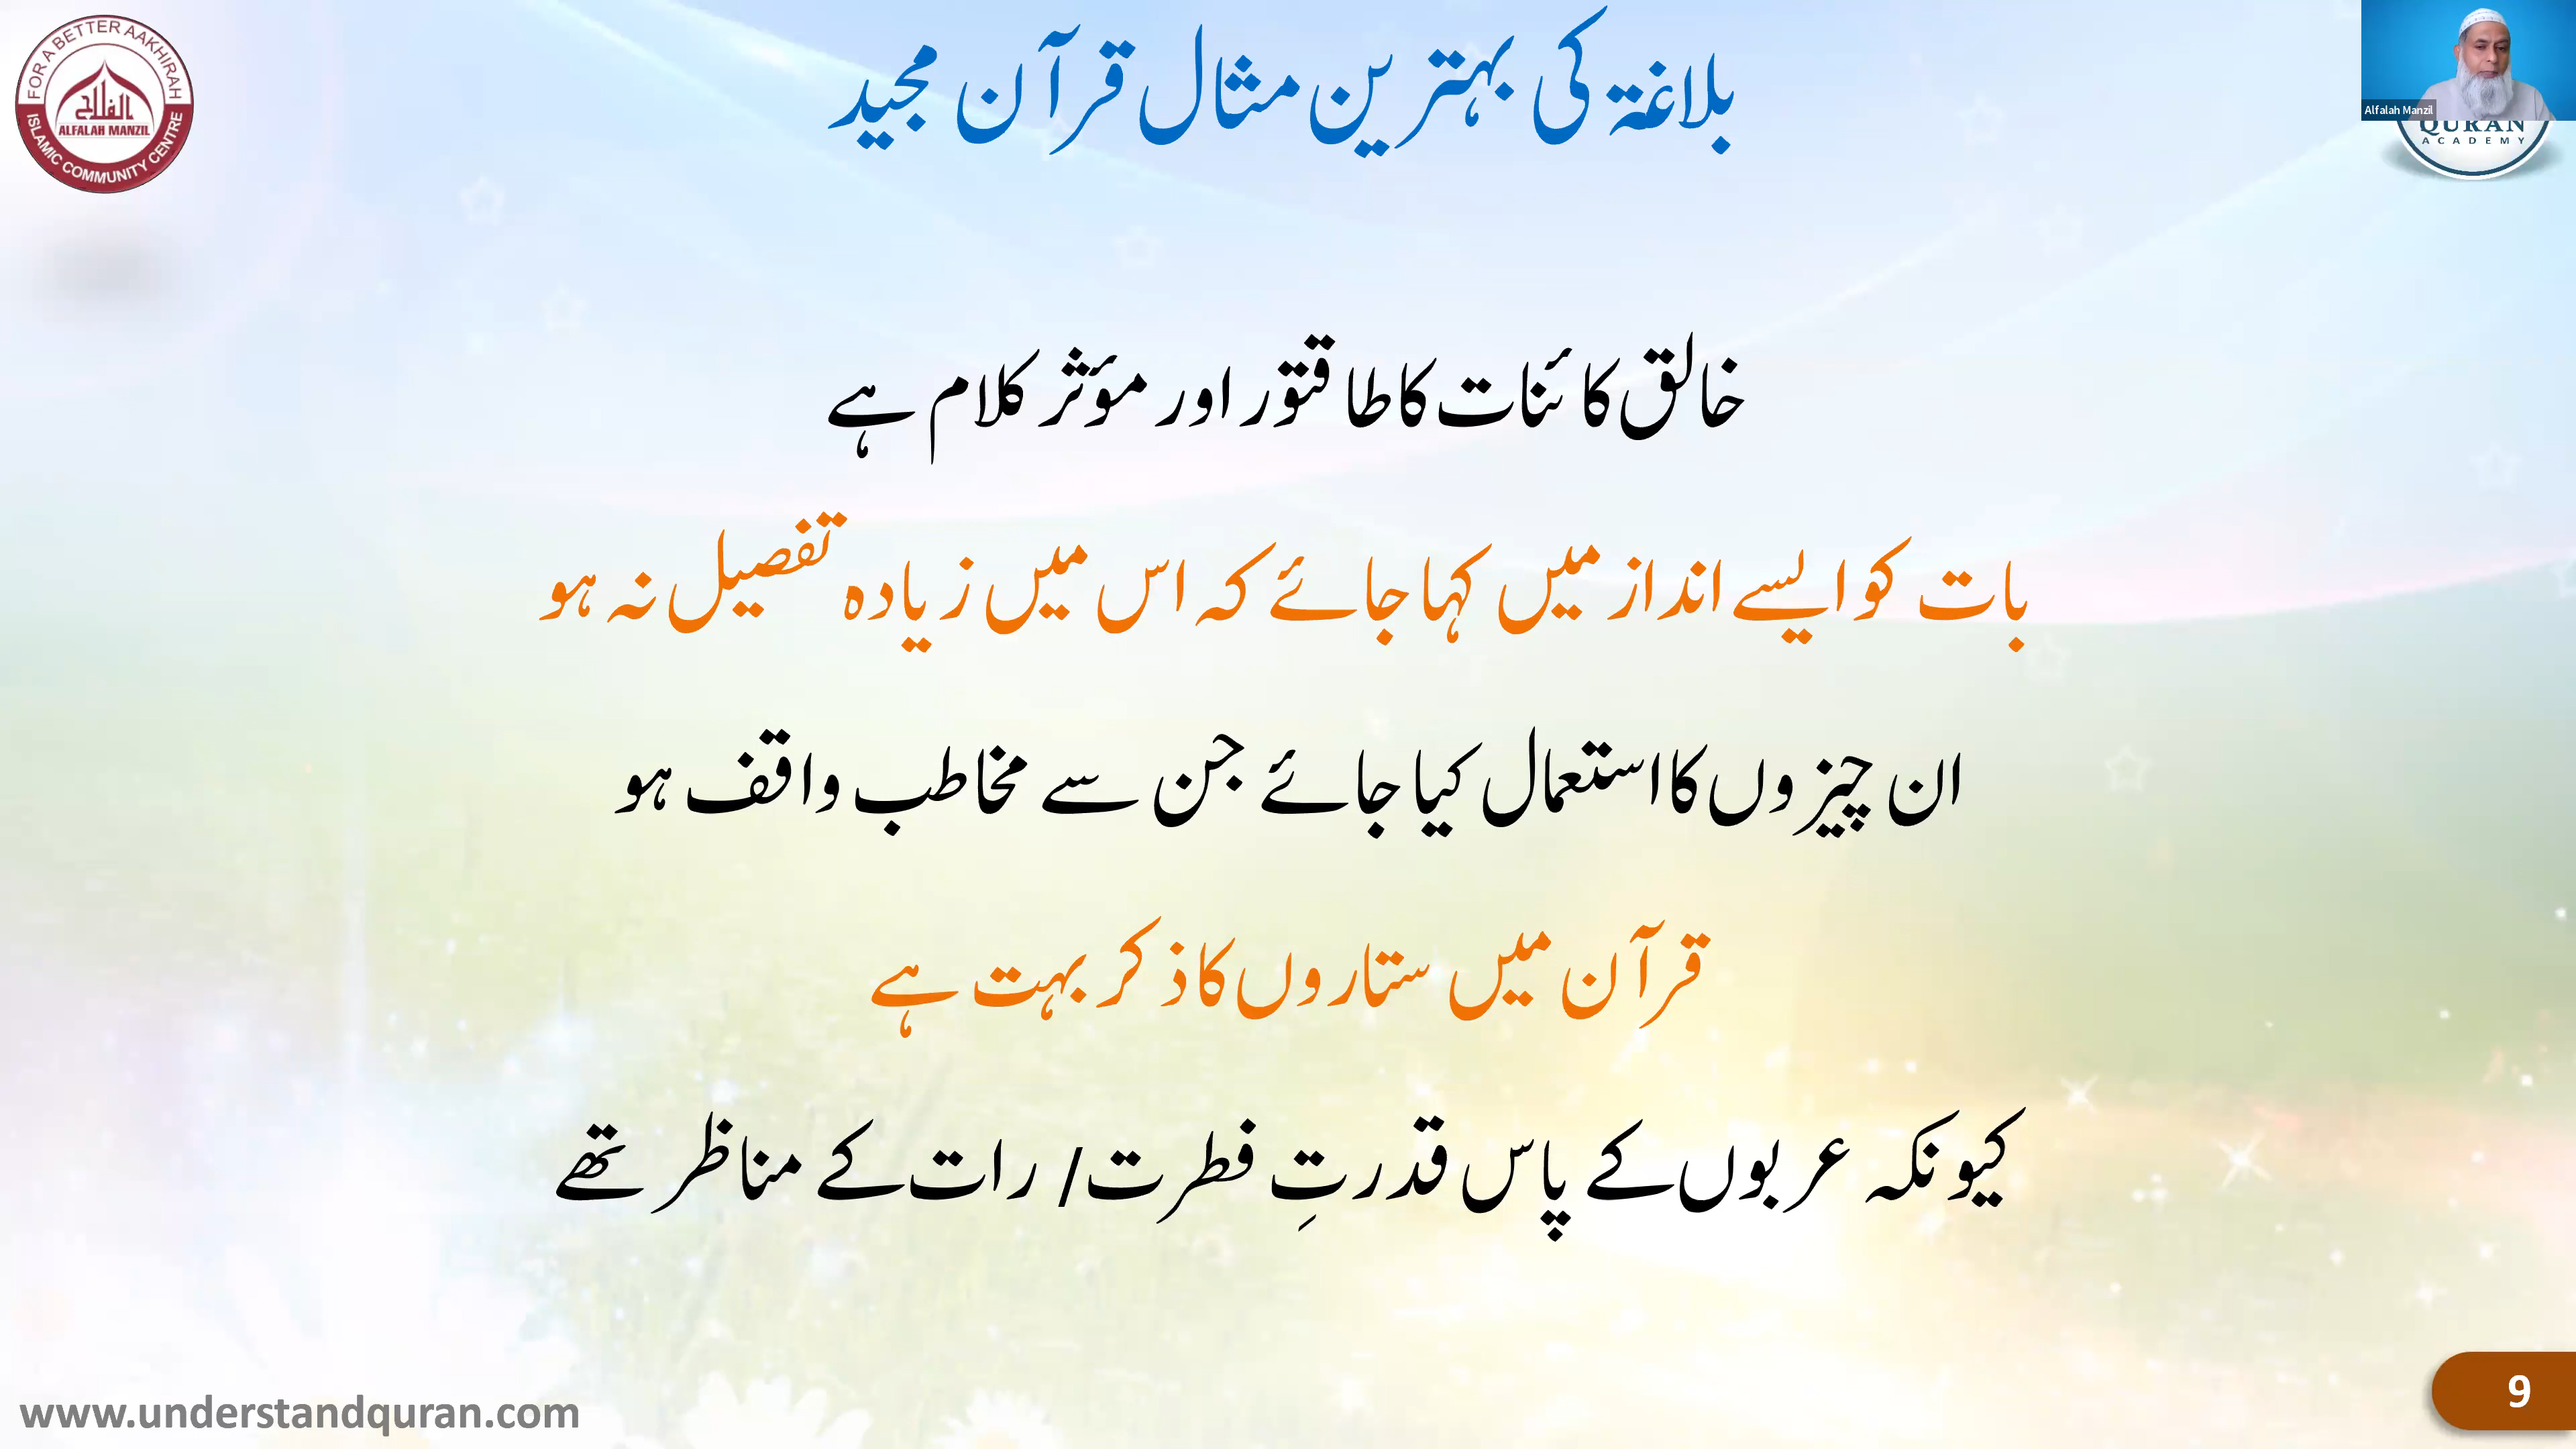 FOR A BETTER AAKHIRAH
الفلاح
ALFALAH MANZIL
ISLAMIC COMMUNITY CENTRE
بلاغۃ کی بہترین مثال قرآن مجید
Alfalah Manzil
QURAN
ACADEMY
خالق کائنات کا طاقتور اور مؤثر کلام ہے
بات کو ایسے انداز میں کہا جائے کہ اس میں زیادہ تفصیل نہ ہو
ان چیزوں کا استعمال کیا جائے جن سے مخاطب واقف ہو
قرآن میں ستاروں کا ذکر بہت ہے
کیونکہ عربوں کے پاس قدرتِ فطرت/ رات کے مناظر تھے
www.understandquran.com
9